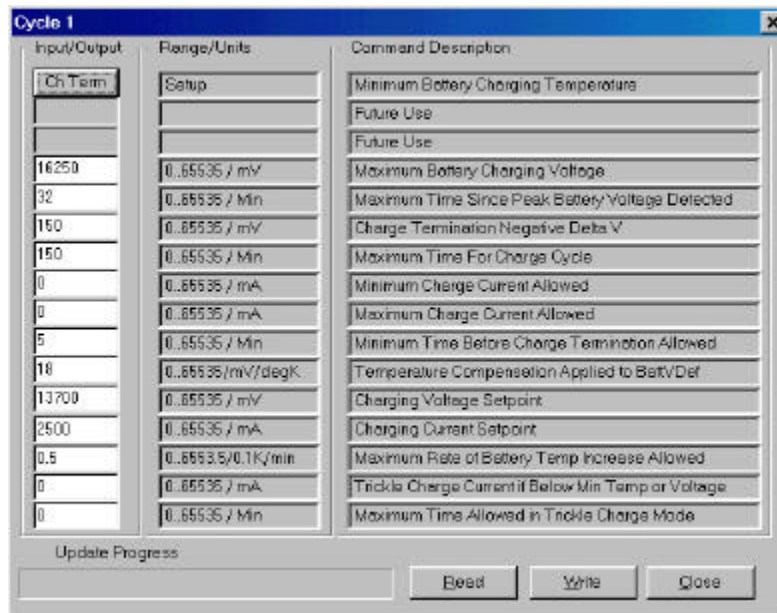 Cycle 1
Input/Output Range/Units Command Description
Ch Term Setup Minimum Battery Charging Temperature
Future Use
Future Use
16250 0..65535 / mV Maximum Battery Charging Voltage
32 0..65535 / Min Maximum Time Since Peak Battery Voltage Detected
150 0..65535 / mV Charge Termination Negative Delta V
150 0..65535 / Min Maximum Time For Charge Cycle
0 0..65535 / mA Minimum Charge Current Allowed
0 0..65535 / mA Maximum Charge Current Allowed
5 0..65535 / Min Minimum Time Before Charge Termination Allowed
18 0..65535/mV/degK Temperature Compensation Applied to BattVDef
13700 0..65535 / mV Charging Voltage Setpoint
2500 0..65535 / mA Charging Current Setpoint
0.5 0..6553.5/0.1K/min Maximum Rate of Battery Temp Increase Allowed
0 0..65535 / mA Trickle Charge Current if Below Min Temp or Voltage
0 0..65535 / Min Maximum Time Allowed in Trickle Charge Mode
Update Progress
Read Write Close